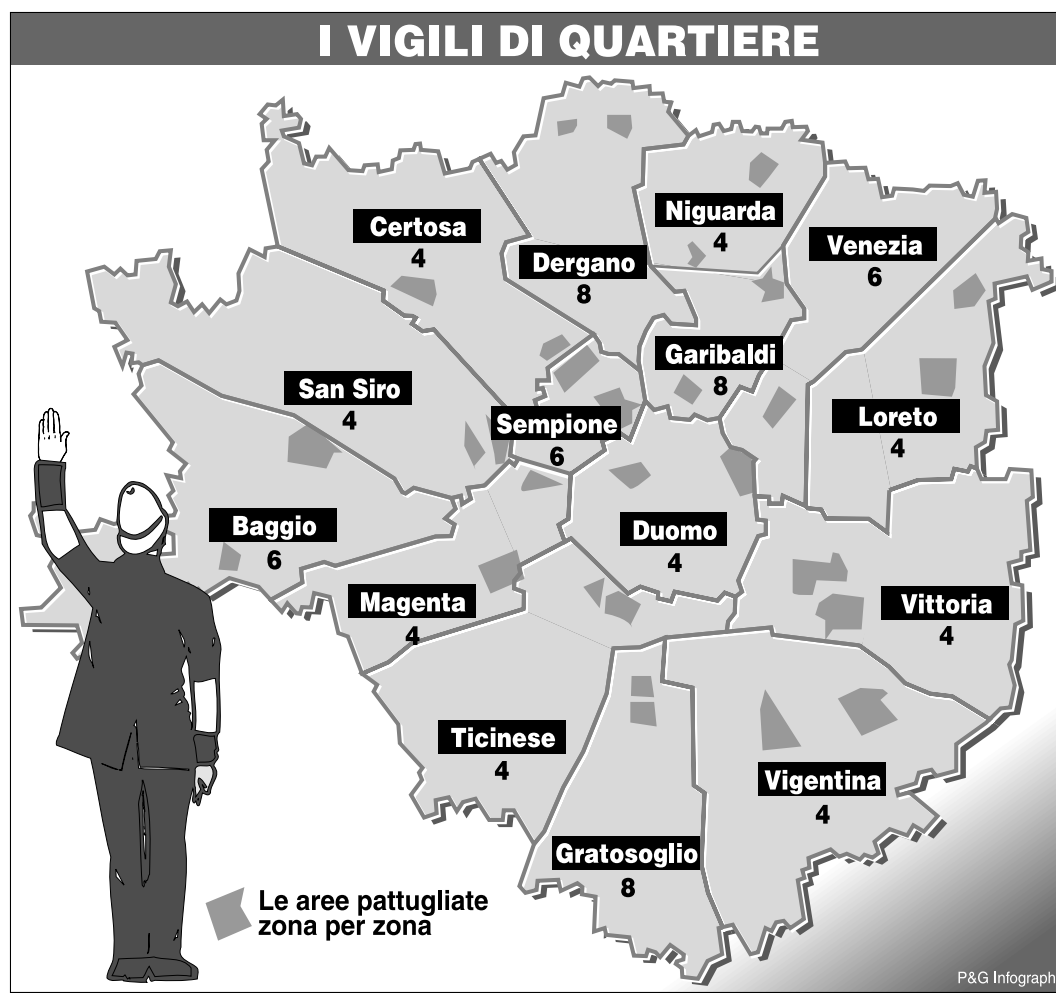 I VIGILI DI QUARTIERE
Certosa
4
Niguarda
4
Dergano
8
Venezia
6
Garibaldi
8
San Siro
4
Sempione
6
Loreto
4
Baggio
6
Duomo
4
Magenta
4
Vittoria
4
Ticinese
4
Vigentina
4
Gratosoglio
8
Le aree pattugliate
zona per zona
P&G Infograph